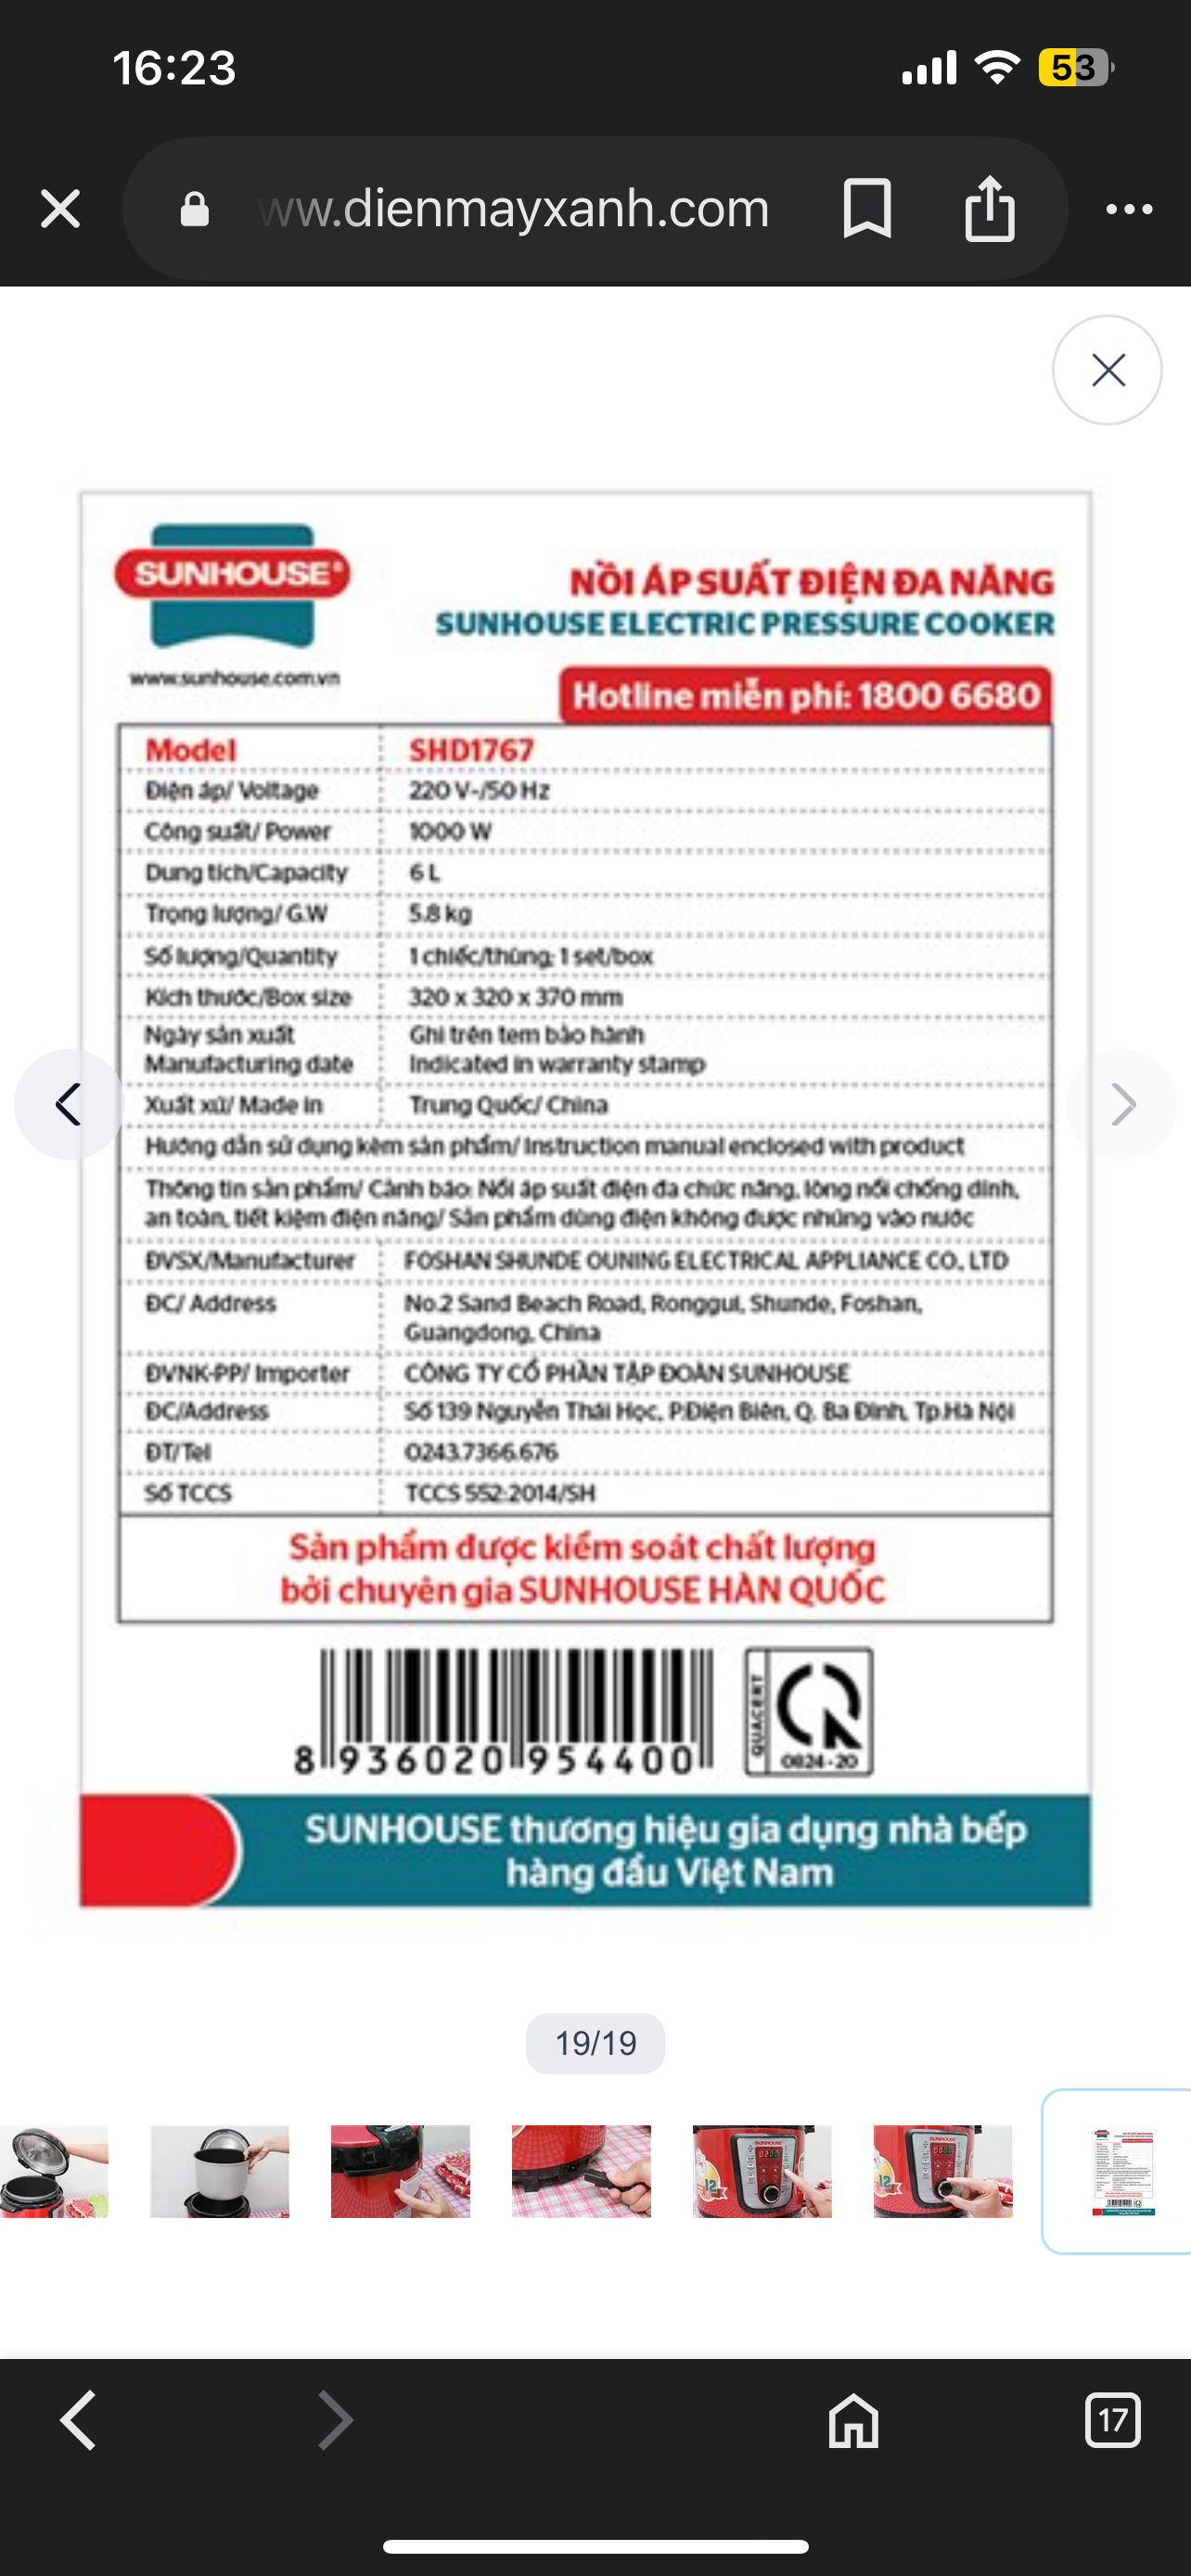 16:23
53
ww.dienmayxanh.com
SUNHOUSE®
www.sunhouse.com.vn
NỒI ÁP SUẤT ĐIỆN ĐA NĂNG
SUNHOUSE ELECTRIC PRESSURE COOKER
Hotline miễn phí: 1800 6680
Model SHD1767
Điện áp/ Voltage 220 V~/50 Hz
Công suất/ Power 1000 W
Dung tích/Capacity 6 L
Trọng lượng/ G.W 5.8 kg
Số lượng/Quantity 1 chiếc/thùng; 1 set/box
Kích thước/Box size 320 x 320 x 370 mm
Ngày sản xuất Ghi trên tem bảo hành
Manufacturing date Indicated in warranty stamp
Xuất xứ/ Made in Trung Quốc/ China
Hướng dẫn sử dụng kèm sản phẩm/ Instruction manual enclosed with product
Thông tin sản phẩm/ Cảnh báo: Nồi áp suất điện đa chức năng, lòng nồi chống dính,
an toàn, tiết kiệm điện năng/ Sản phẩm dùng điện không được nhúng vào nước
ĐVSX/Manufacturer FOSHAN SHUNDE OUNING ELECTRICAL APPLIANCE CO., LTD
ĐC/ Address No.2 Sand Beach Road, Ronggui, Shunde, Foshan,
Guangdong, China
ĐVNK-PP/ Importer CÔNG TY CỔ PHẦN TẬP ĐOÀN SUNHOUSE
ĐC/Address Số 139 Nguyễn Thái Học, P.Điện Biên, Q. Ba Đình, Tp.Hà Nội
ĐT/Tel 0243.7366.676
Số TCCS TCCS 552:2014/SH
Sản phẩm được kiểm soát chất lượng
bởi chuyên gia SUNHOUSE HÀN QUỐC
8 936020 954400
QUACERT
0824-20
SUNHOUSE thương hiệu gia dụng nhà bếp
hàng đầu Việt Nam
19/19
17